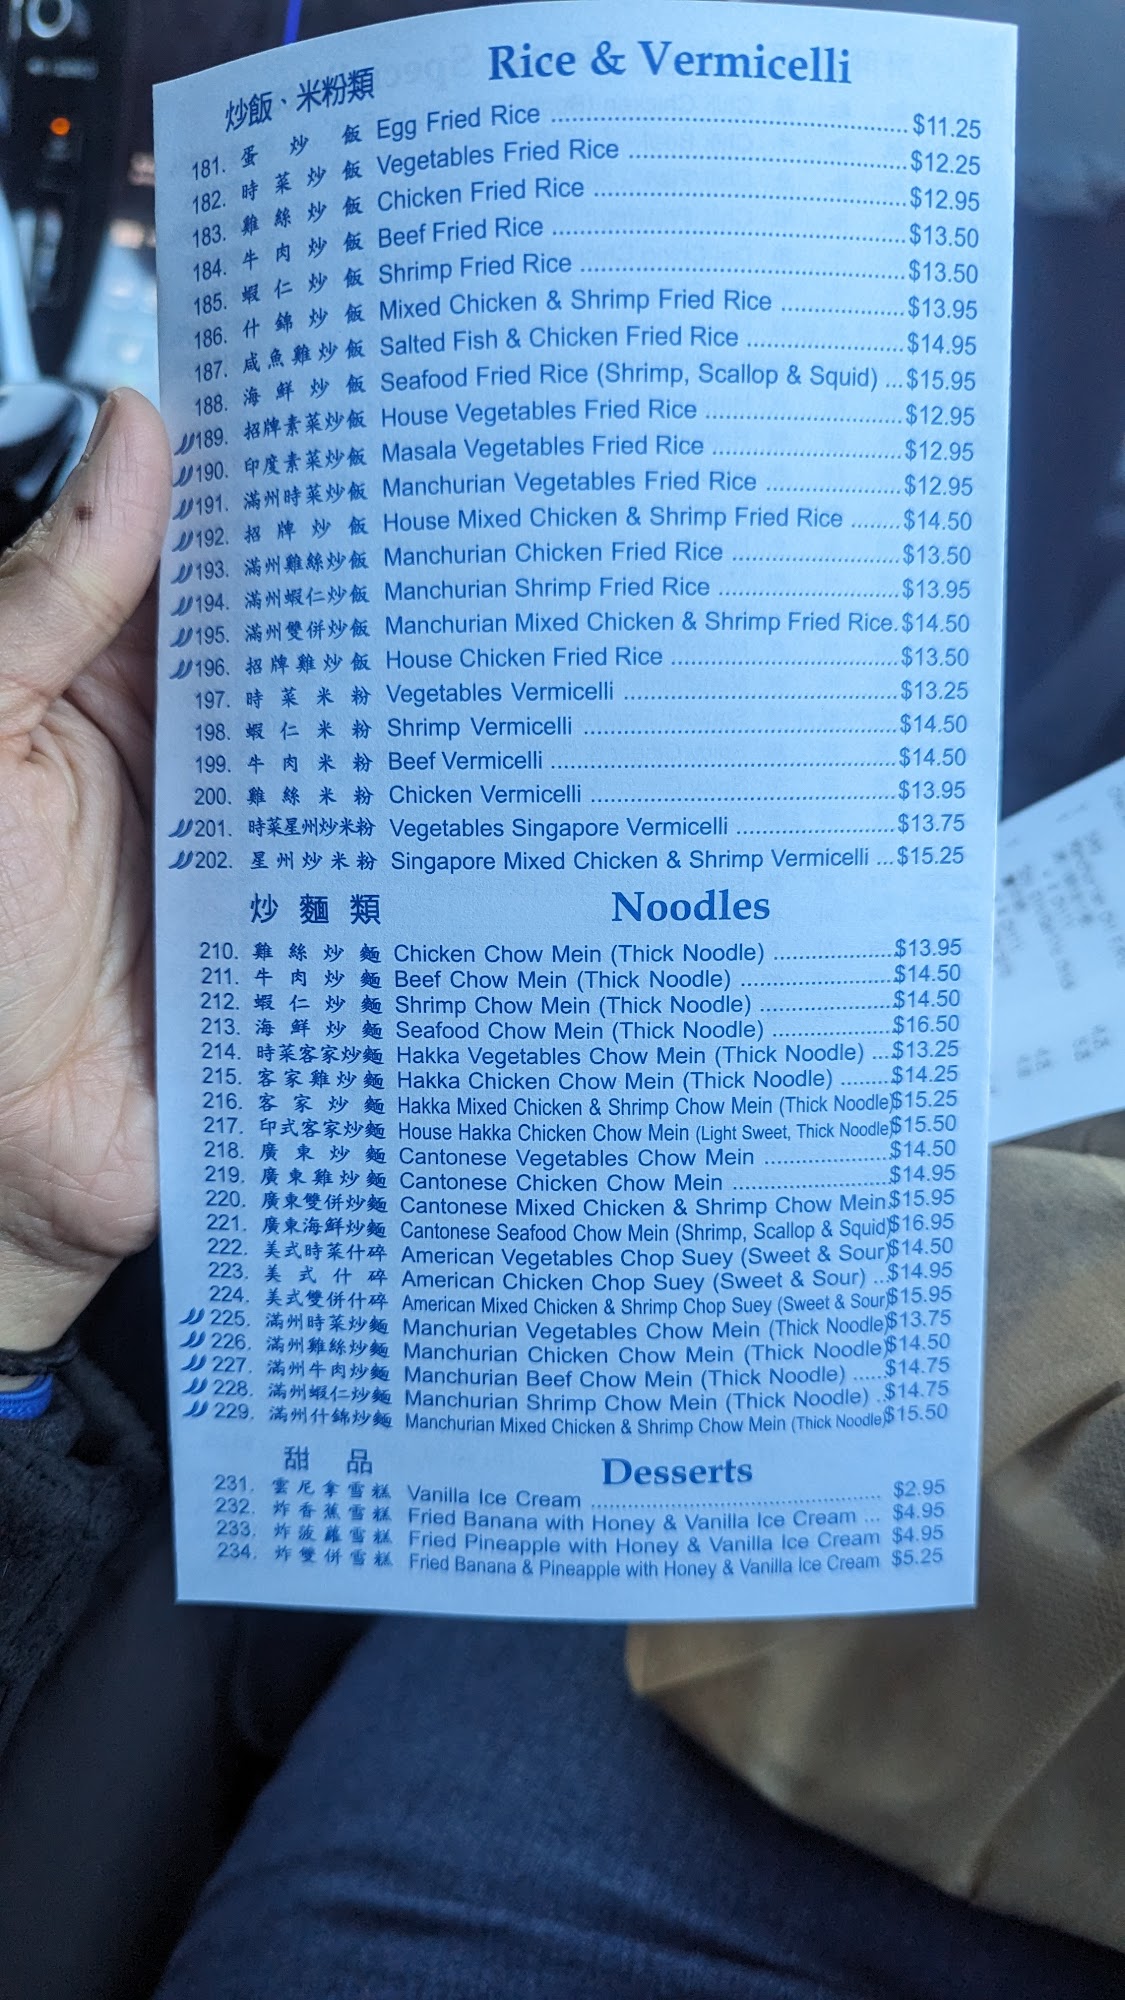 Rice & Vermicelli
炒飯、米粉類
181. 蛋炒飯 Egg Fried Rice $11.25
182. 時菜炒飯 Vegetables Fried Rice $12.25
183. 雞絲炒飯 Chicken Fried Rice $12.95
184. 牛肉炒飯 Beef Fried Rice $13.50
185. 蝦仁炒飯 Shrimp Fried Rice $13.50
186. 什錦炒飯 Mixed Chicken & Shrimp Fried Rice $13.95
187. 咸魚雞炒飯 Salted Fish & Chicken Fried Rice $14.95
188. 海鮮炒飯 Seafood Fried Rice (Shrimp, Scallop & Squid) $15.95
189. 招牌素菜炒飯 House Vegetables Fried Rice $12.95
190. 印度素菜炒飯 Masala Vegetables Fried Rice $12.95
191. 滿州時菜炒飯 Manchurian Vegetables Fried Rice $12.95
192. 招牌炒飯 House Mixed Chicken & Shrimp Fried Rice $14.50
193. 滿州雞絲炒飯 Manchurian Chicken Fried Rice $13.50
194. 滿州蝦仁炒飯 Manchurian Shrimp Fried Rice $13.95
195. 滿州雙併炒飯 Manchurian Mixed Chicken & Shrimp Fried Rice. $14.50
196. 招牌雞炒飯 House Chicken Fried Rice $13.50
197. 時菜米粉 Vegetables Vermicelli $13.25
198. 蝦仁米粉 Shrimp Vermicelli $14.50
199. 牛肉米粉 Beef Vermicelli $14.50
200. 雞絲米粉 Chicken Vermicelli $13.95
201. 時菜星州炒米粉 Vegetables Singapore Vermicelli $13.75
202. 星州炒米粉 Singapore Mixed Chicken & Shrimp Vermicelli $15.25
炒麵類 Noodles
210. 雞絲炒麵 Chicken Chow Mein (Thick Noodle) $13.95
211. 牛肉炒麵 Beef Chow Mein (Thick Noodle) $14.50
212. 蝦仁炒麵 Shrimp Chow Mein (Thick Noodle) $14.50
213. 海鮮炒麵 Seafood Chow Mein (Thick Noodle) $16.50
214. 時菜客家炒麵 Hakka Vegetables Chow Mein (Thick Noodle) $13.25
215. 客家雞炒麵 Hakka Chicken Chow Mein (Thick Noodle) $14.25
216. 客家炒麵 Hakka Mixed Chicken & Shrimp Chow Mein (Thick Noodle) $15.25
217. 印式客家炒麵 House Hakka Chicken Chow Mein (Light Sweet, Thick Noodle) $15.50
218. 廣東炒麵 Cantonese Vegetables Chow Mein $14.50
219. 廣東雞炒麵 Cantonese Chicken Chow Mein $14.95
220. 廣東雙併炒麵 Cantonese Mixed Chicken & Shrimp Chow Mein. $15.95
221. 廣東海鮮炒麵 Cantonese Seafood Chow Mein (Shrimp, Scallop & Squid) $16.95
222. 美式時菜什碎 American Vegetables Chop Suey (Sweet & Sour) $14.50
223. 美式什碎 American Chicken Chop Suey (Sweet & Sour) $14.95
224. 美式雙併什碎 American Mixed Chicken & Shrimp Chop Suey (Sweet & Sour) $15.95
225. 滿州時菜炒麵 Manchurian Vegetables Chow Mein (Thick Noodle) $13.75
226. 滿州雞絲炒麵 Manchurian Chicken Chow Mein (Thick Noodle) $14.50
227. 滿州牛肉炒麵 Manchurian Beef Chow Mein (Thick Noodle) $14.75
228. 滿州蝦仁炒麵 Manchurian Shrimp Chow Mein (Thick Noodle) $14.75
229. 滿州什錦炒麵 Manchurian Mixed Chicken & Shrimp Chow Mein (Thick Noodle) $15.50
甜品 Desserts
231. 雲尼拿雪糕 Vanilla Ice Cream $2.95
232. 炸香蕉雪糕 Fried Banana with Honey & Vanilla Ice Cream $4.95
233. 炸菠蘿雪糕 Fried Pineapple with Honey & Vanilla Ice Cream $4.95
234. 炸雙併雪糕 Fried Banana & Pineapple with Honey & Vanilla Ice Cream $5.25